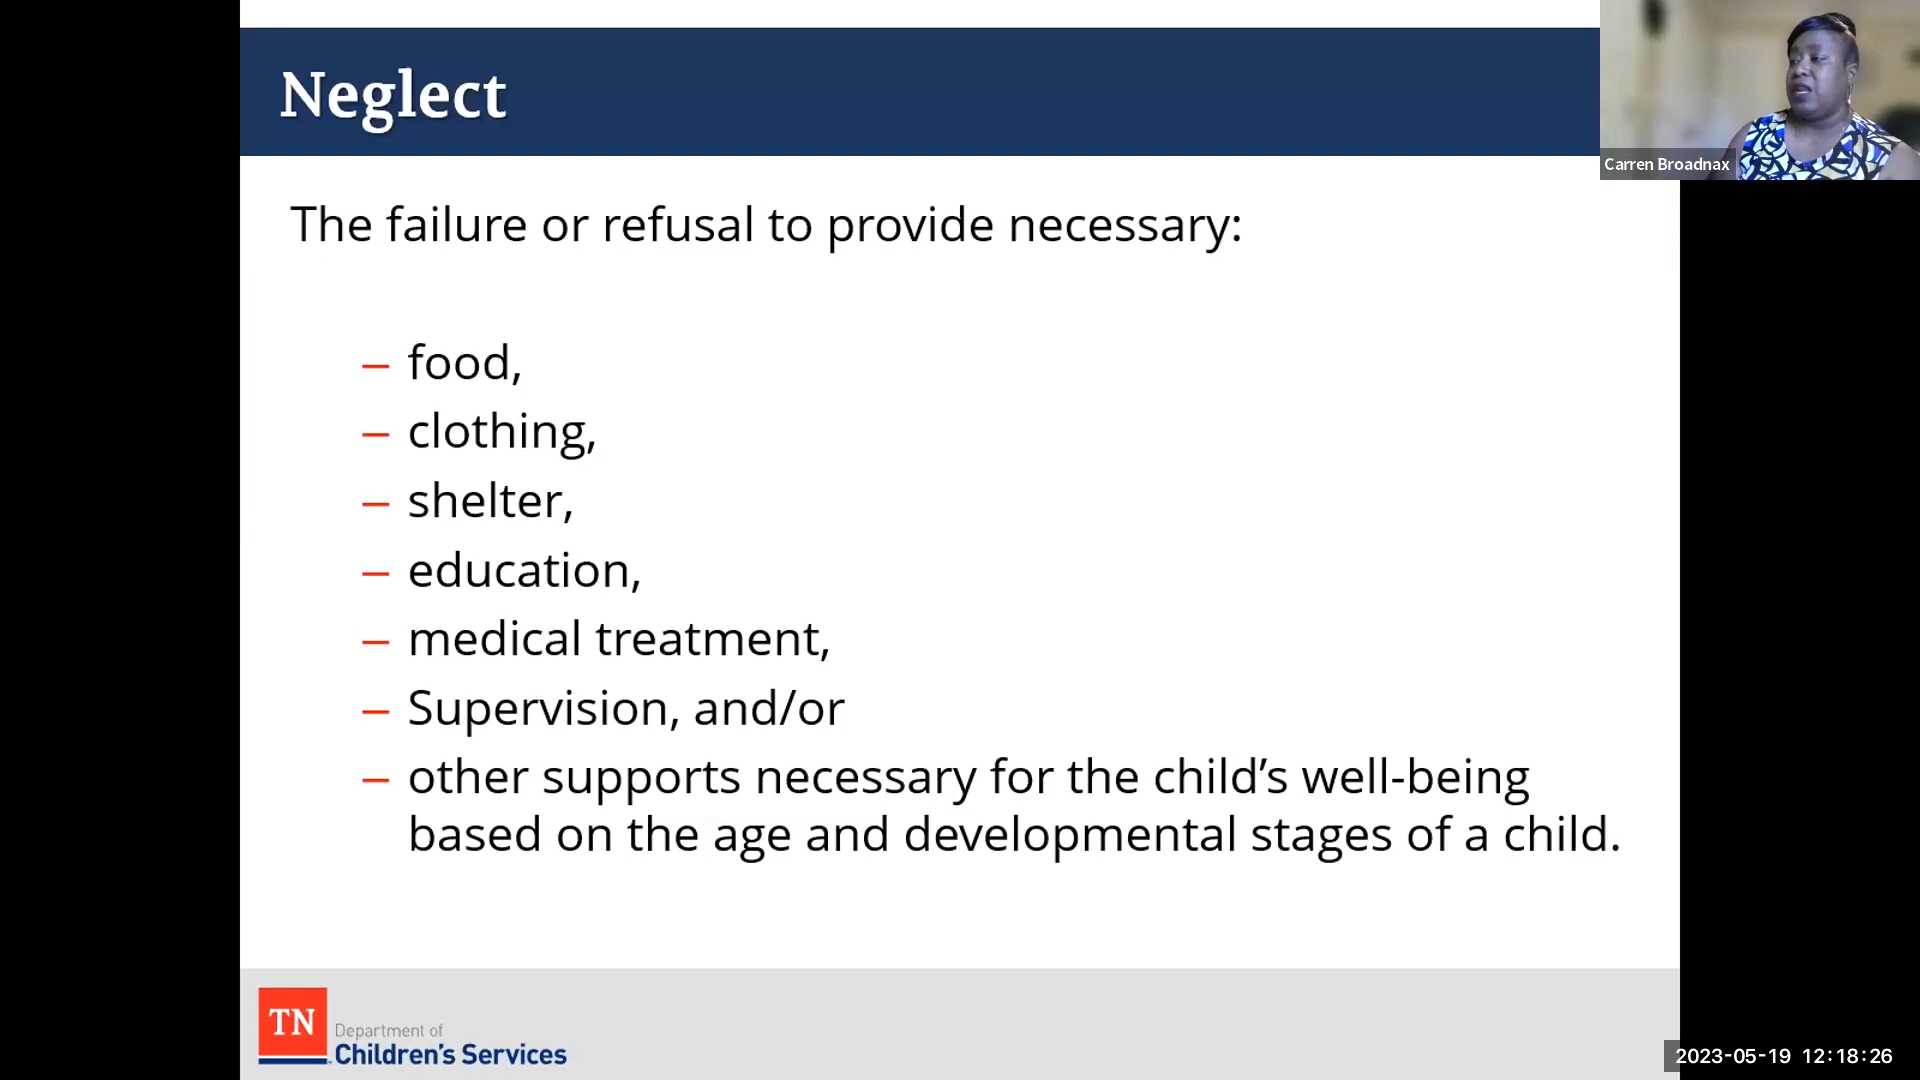 Neglect
Carren Broadnax
The failure or refusal to provide necessary:
– food,
– clothing,
– shelter,
– education,
– medical treatment,
– Supervision, and/or
– other supports necessary for the child’s well-being
based on the age and developmental stages of a child.
TN
Department of
Children's Services
2023-05-19 12:18:26